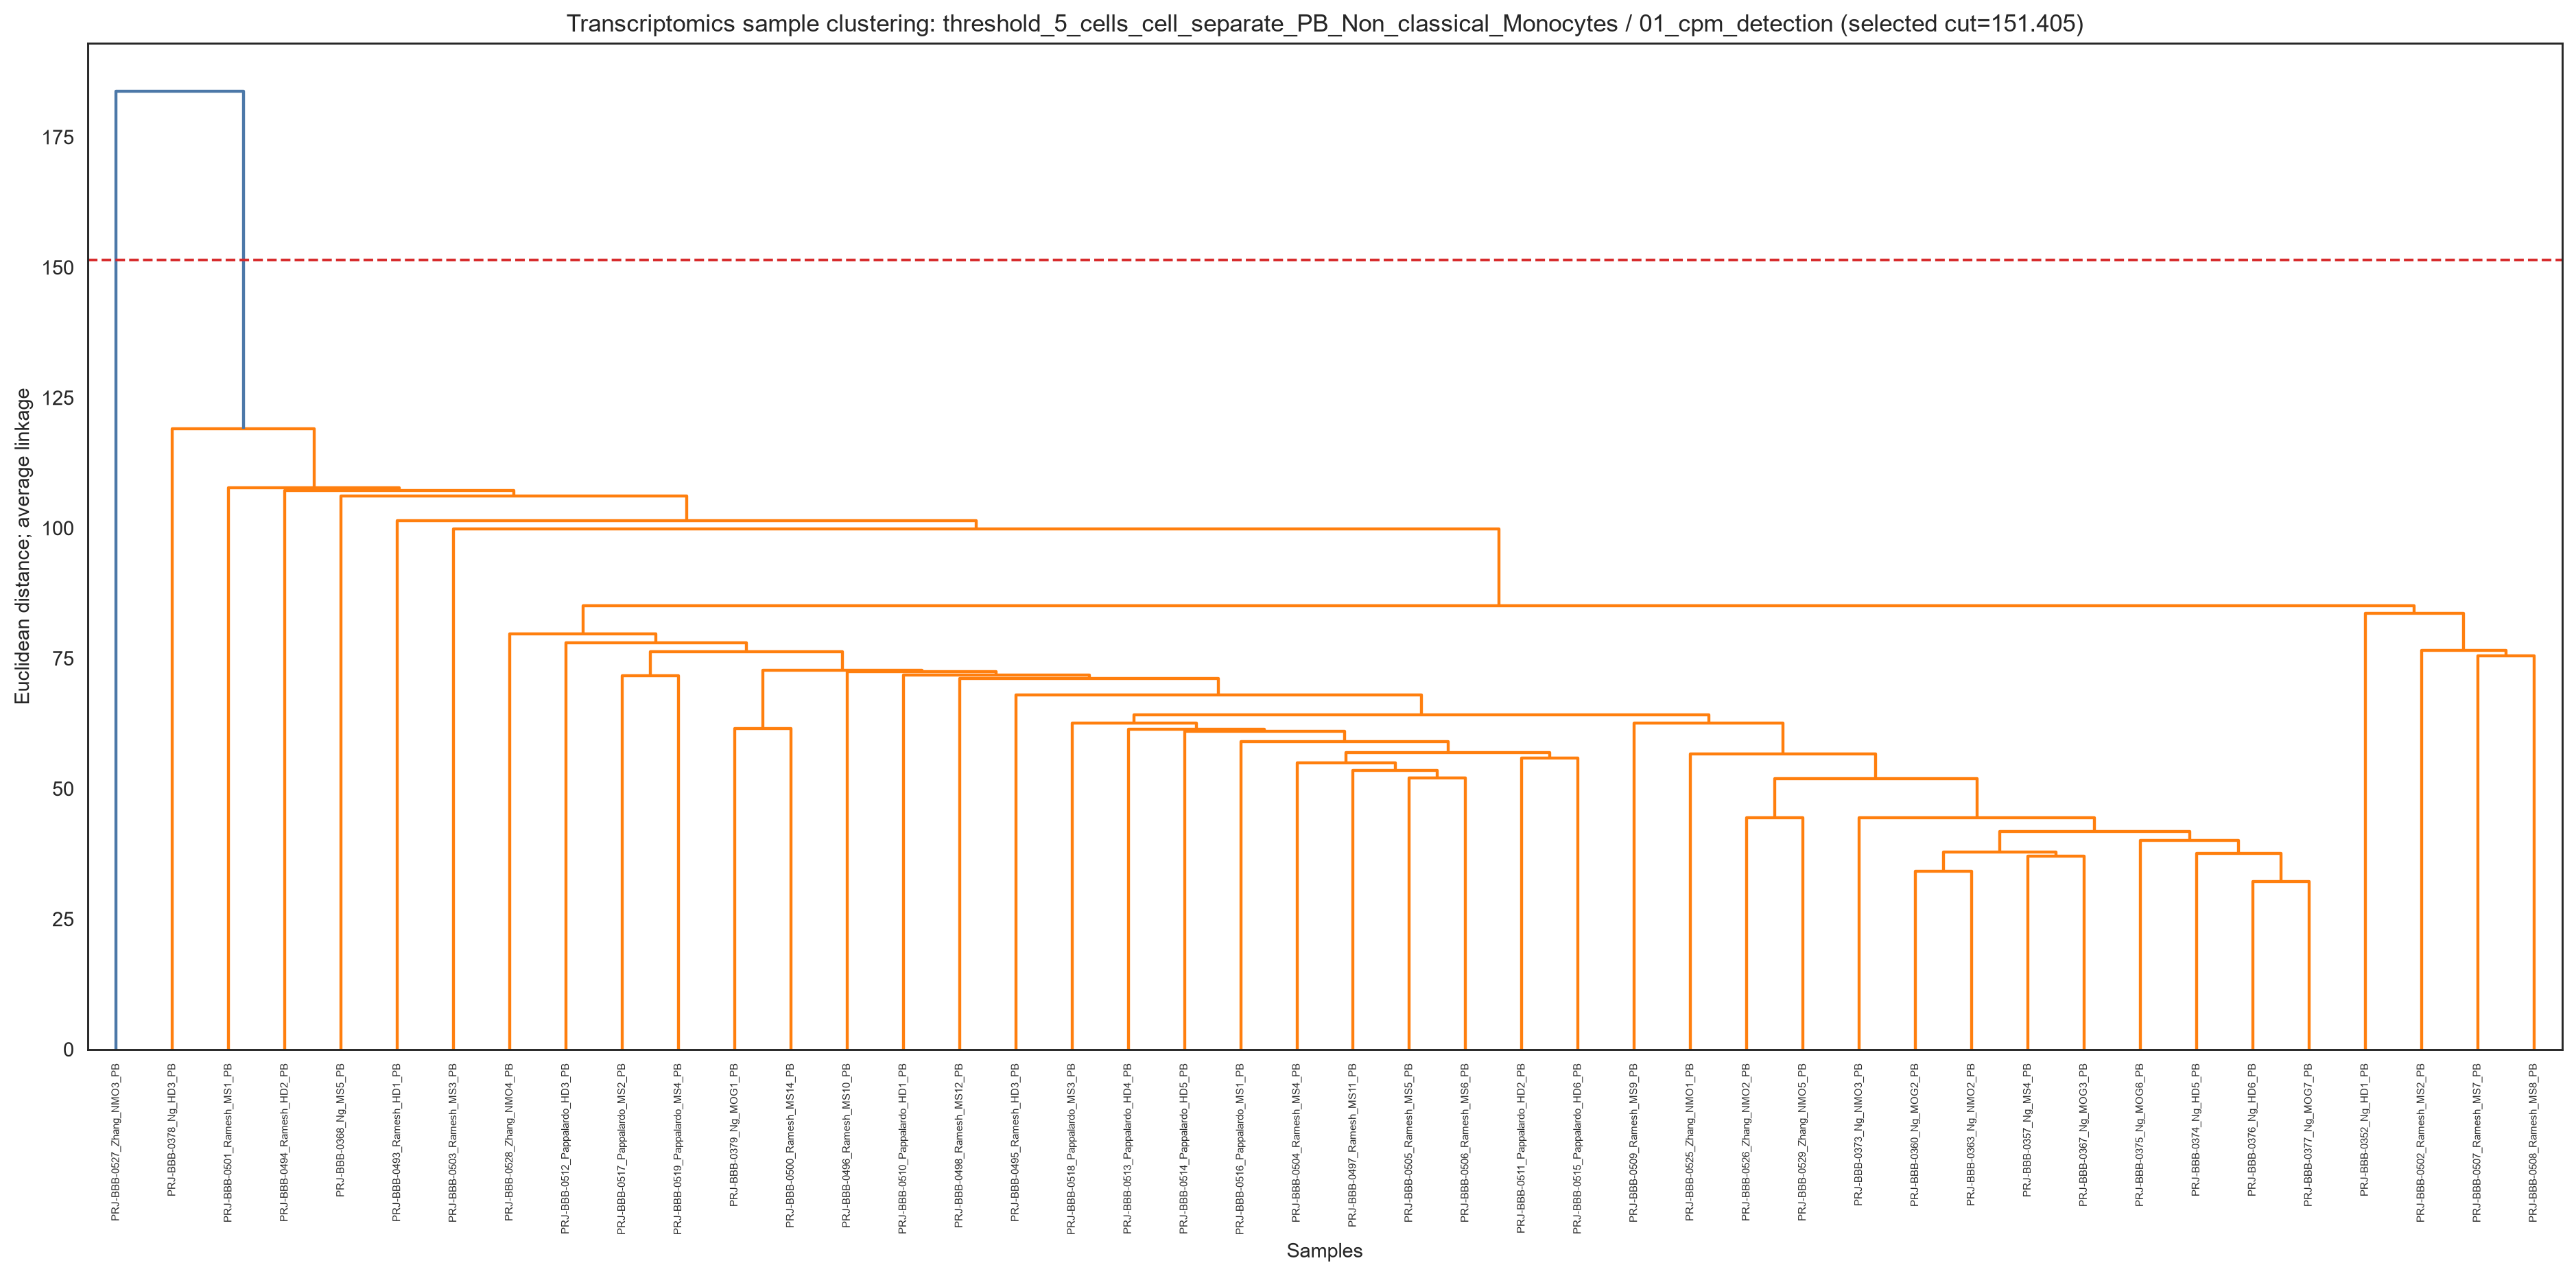 Transcriptomics sample clustering: threshold_5_cells_cell_separate_PB_Non_classical_Monocytes / 01_cpm_detection (selected cut=151.405)
Euclidean distance; average linkage
175
150
125
100
75
50
25
0
PRJ-BBB-0527_Zhang_NMO3_PB
PRJ-BBB-0378_Ng_HD3_PB
PRJ-BBB-0501_Ramesh_MS1_PB
PRJ-BBB-0494_Ramesh_HD2_PB
PRJ-BBB-0368_Ng_MS5_PB
PRJ-BBB-0493_Ramesh_HD1_PB
PRJ-BBB-0503_Ramesh_MS3_PB
PRJ-BBB-0528_Zhang_NMO4_PB
PRJ-BBB-0512_Pappalardo_HD3_PB
PRJ-BBB-0517_Pappalardo_MS2_PB
PRJ-BBB-0519_Pappalardo_MS4_PB
PRJ-BBB-0379_Ng_MOG1_PB
PRJ-BBB-0500_Ramesh_MS14_PB
PRJ-BBB-0496_Ramesh_MS10_PB
PRJ-BBB-0510_Pappalardo_HD1_PB
PRJ-BBB-0498_Ramesh_MS12_PB
PRJ-BBB-0495_Ramesh_HD3_PB
PRJ-BBB-0518_Pappalardo_MS3_PB
PRJ-BBB-0513_Pappalardo_HD4_PB
PRJ-BBB-0514_Pappalardo_HD5_PB
PRJ-BBB-0516_Pappalardo_MS1_PB
PRJ-BBB-0504_Ramesh_MS4_PB
PRJ-BBB-0497_Ramesh_MS11_PB
PRJ-BBB-0505_Ramesh_MS5_PB
PRJ-BBB-0506_Ramesh_MS6_PB
PRJ-BBB-0511_Pappalardo_HD2_PB
PRJ-BBB-0515_Pappalardo_HD6_PB
PRJ-BBB-0509_Ramesh_MS9_PB
PRJ-BBB-0525_Zhang_NMO1_PB
PRJ-BBB-0526_Zhang_NMO2_PB
PRJ-BBB-0529_Zhang_NMO5_PB
PRJ-BBB-0373_Ng_NMO3_PB
PRJ-BBB-0360_Ng_MOG2_PB
PRJ-BBB-0363_Ng_NMO2_PB
PRJ-BBB-0357_Ng_MS4_PB
PRJ-BBB-0367_Ng_MOG3_PB
PRJ-BBB-0375_Ng_MOG6_PB
PRJ-BBB-0374_Ng_HD5_PB
PRJ-BBB-0376_Ng_HD6_PB
PRJ-BBB-0377_Ng_MOG7_PB
PRJ-BBB-0352_Ng_HD1_PB
PRJ-BBB-0502_Ramesh_MS2_PB
PRJ-BBB-0507_Ramesh_MS7_PB
PRJ-BBB-0508_Ramesh_MS8_PB
Samples